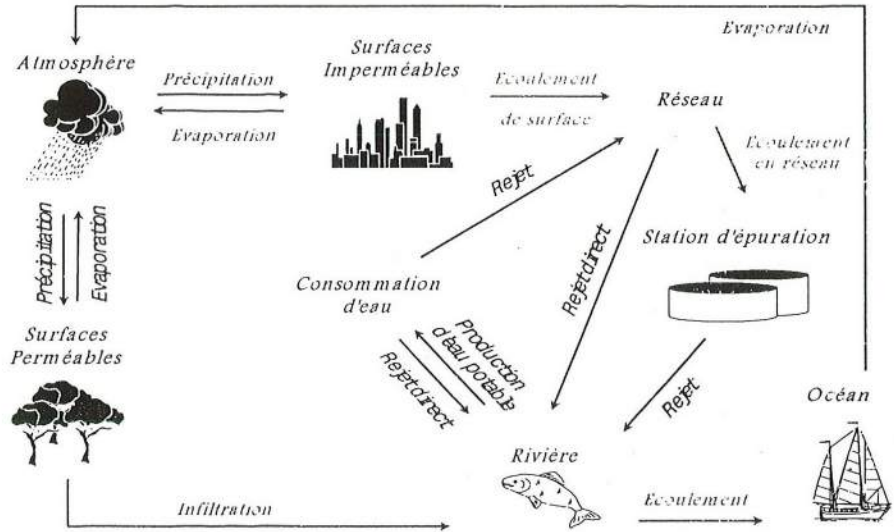 Evaporation
Atmosphère
Surfaces
Imperméables
Précipitation
Evaporation
Ecoulement
de surface
Réseau
Ecoulement
en réseau
Rejet
Rejet direct
Station d'épuration
Précipitation
Evaporation
Consommation
d'eau
Surfaces
Perméables
Production
d'eau potable
Rejet direct
Rejet
Océan
Rivière
Infiltration
Ecoulement